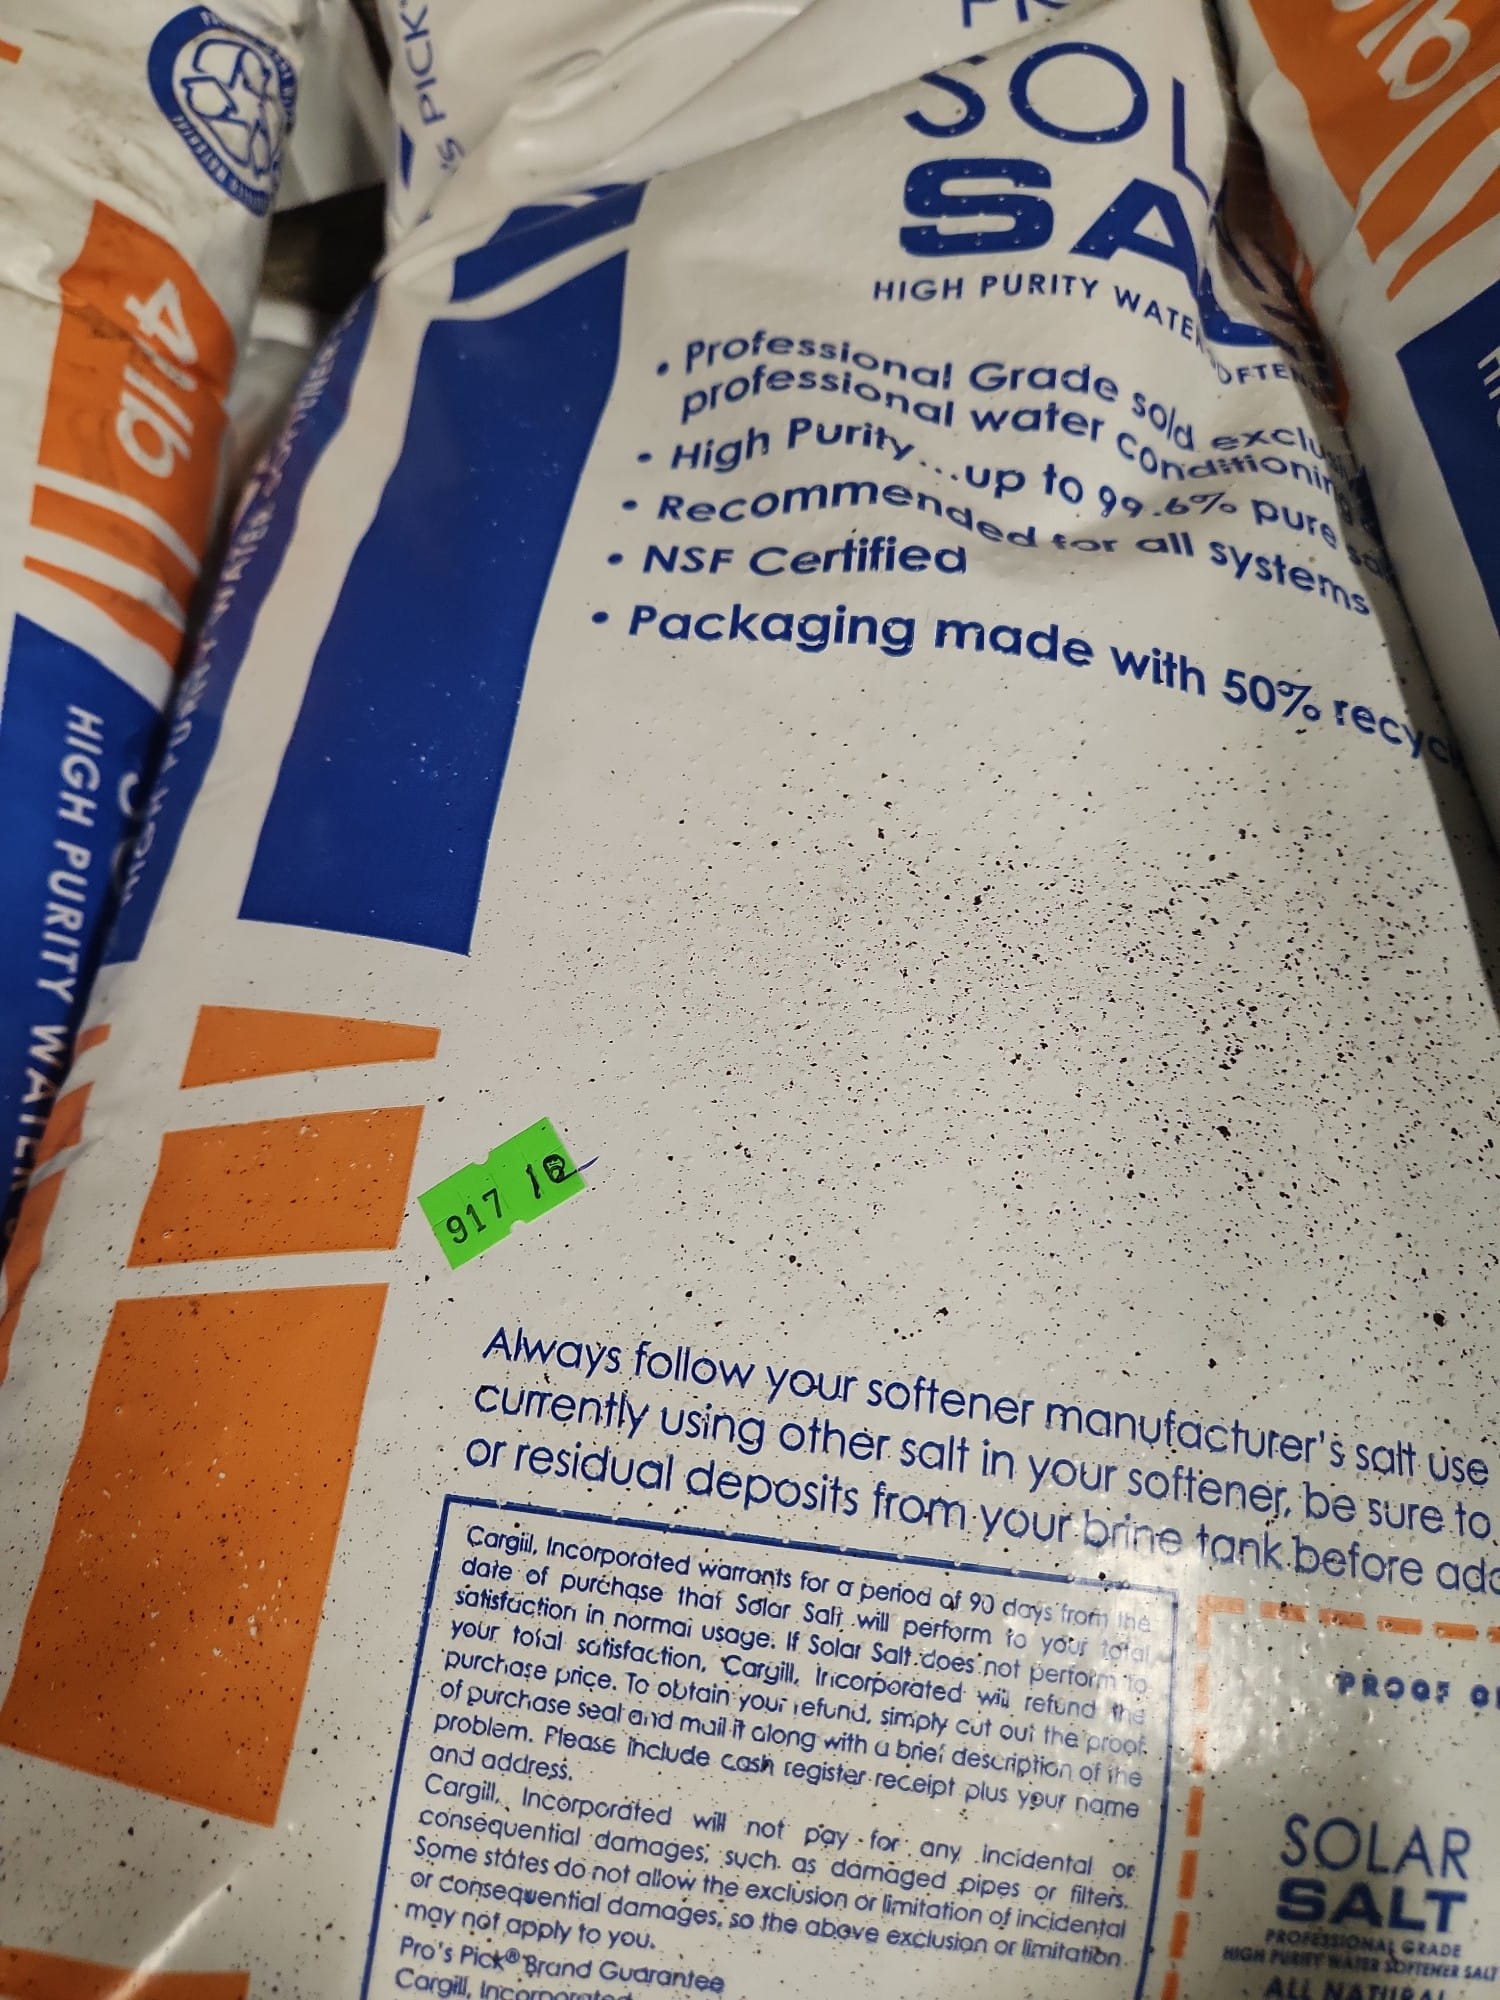 'S PICK
SOL
SA
HIGH PURITY WATER SOFTEN
• Professional Grade sold exclu
professional water conditionin
• High Purity...up to 99.6% pure
• Recommended for all systems
• NSF Certified
• Packaging made with 50% recyc
4 lb
HIGH PURITY WATER
917
Always follow your softener manufacturer's salt use
currently using other salt in your softener, be sure to
or residual deposits from your brine tank before add
Cargill, Incorporated warrants for a period of 90 days from the
date of purchase that Solar Salt will perform to your total
satisfaction in normal usage. If Solar Salt does not perform to
your total satisfaction, Cargill, Incorporated will refund the
purchase price. To obtain your refund, simply cut out the proof
of purchase seal and mail it along with a brief description of the
problem. Please include cash register receipt plus your name
and address.
Cargill, Incorporated will not pay for any incidental or
consequential damages, such as damaged pipes or filters.
Some states do not allow the exclusion or limitation of incidental
or consequential damages, so the above exclusion or limitation
may not apply to you.
Pro's Pick® Brand Guarantee
Cargill, Incorporated
PROOF O
SOLAR
SALT
PROFESSIONAL GRADE
HIGH PURITY WATER SOFTENER SALT
ALL NATURAL